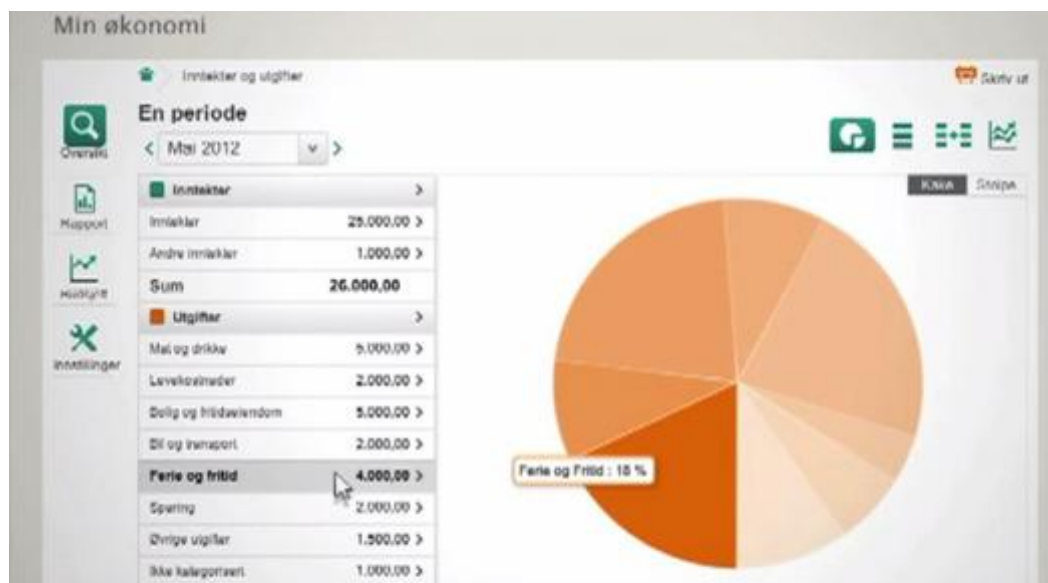 Min økonomi
Inntekter og utgifter
Skriv ut
En periode
Oversikt
Mai 2012
Inntekter
Kake Stolpe
Rapport
Inntekter 25.000,00
Andre inntekter 1.000,00
Sum 26.000,00
Utgifter
Mat og drikke 5.000,00
Innstillinger
Levekostnader 2.000,00
Bolig og fritidseiendom 5.000,00
Bil og transport 2.000,00
Ferie og fritid 4.000,00
Ferie og Fritid : 18 %
Sparing 2.000,00
Øvrige utgifter 1.500,00
Ikke kategorisert 1.000,00